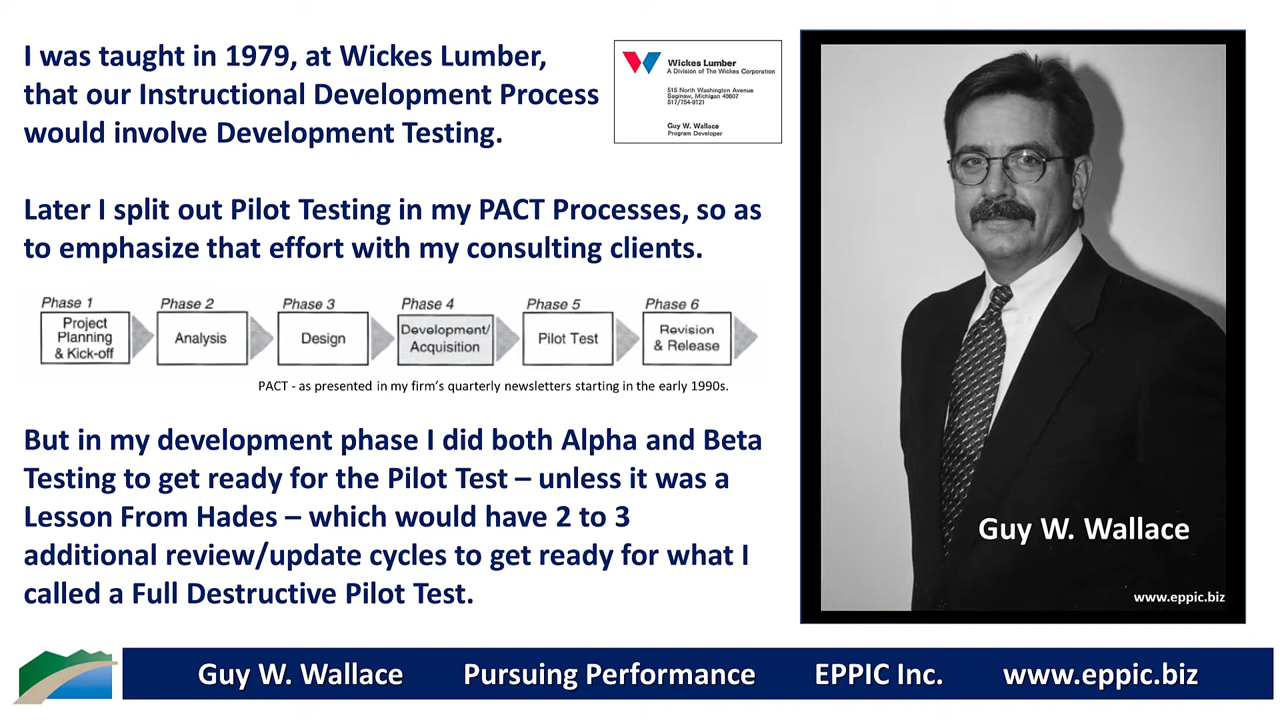 I was taught in 1979, at Wickes Lumber,
that our Instructional Development Process
would involve Development Testing.
Wickes Lumber
A Division of The Wickes Corporation
515 North Washington Avenue
Saginaw, Michigan 48607
517/754-9121
Guy W. Wallace
Program Developer
Later I split out Pilot Testing in my PACT Processes, so as
to emphasize that effort with my consulting clients.
Phase 1
Project
Planning
& Kick-off
Phase 2
Analysis
Phase 3
Design
Phase 4
Development/
Acquisition
Phase 5
Pilot Test
Phase 6
Revision
& Release
PACT - as presented in my firm's quarterly newsletters starting in the early 1990s.
But in my development phase I did both Alpha and Beta
Testing to get ready for the Pilot Test – unless it was a
Lesson From Hades – which would have 2 to 3
additional review/update cycles to get ready for what I
called a Full Destructive Pilot Test.
Guy W. Wallace
www.eppic.biz
Guy W. Wallace Pursuing Performance EPPIC Inc. www.eppic.biz